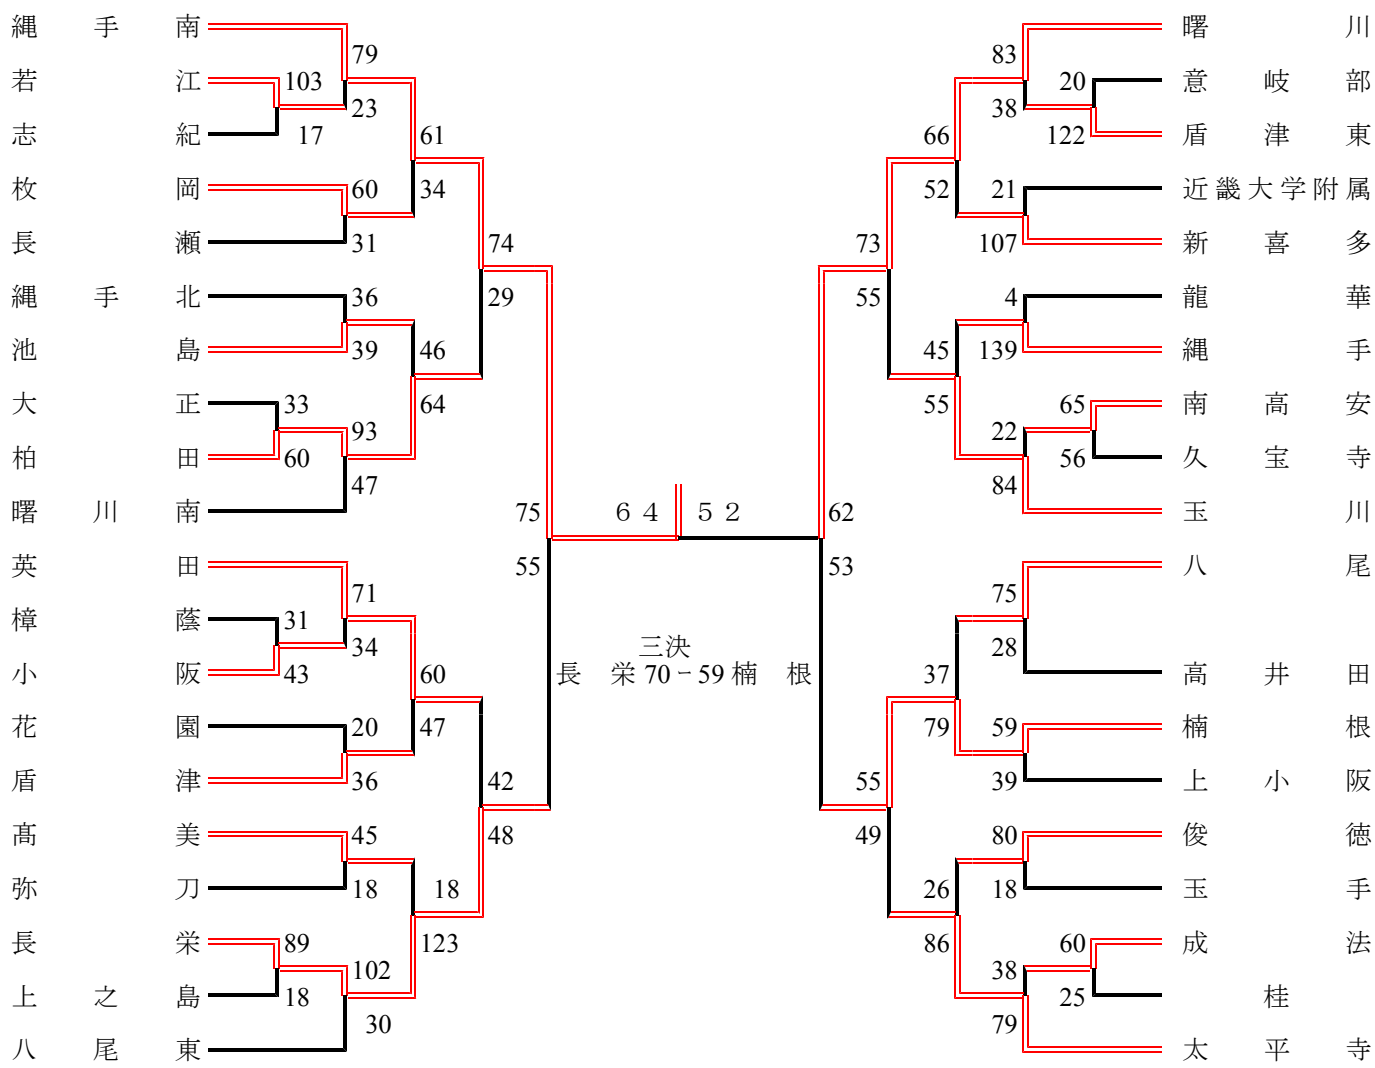 縄手南 79 83 曙川
若江 103 20 意岐部
23 38
志紀 17 61 66 122 盾津東
枚岡 60 34 52 21 近畿大学附属
長瀬 31 74 73 107 新喜多
縄手北 36 29 55 4 龍華
池島 39 46 45 139 縄手
大正 33 64 55 65 南高安
93 22
柏田 60 56 久宝寺
47 84
曙川南 75 64 52 62 玉川
英田 55 53 八尾
71 75
樟蔭 31
34 三決 28
小阪 43 60 長栄70-59楠根 37 高井田
花園 20 47 79 59 楠根
盾津 36 42 55 39 上小阪
髙美 45 48 49 80 俊徳
弥刀 18 18 26 18 玉手
長栄 89 123 86 60 成法
102 38
上之島 18 25 桂
30 79
八尾東 太平寺